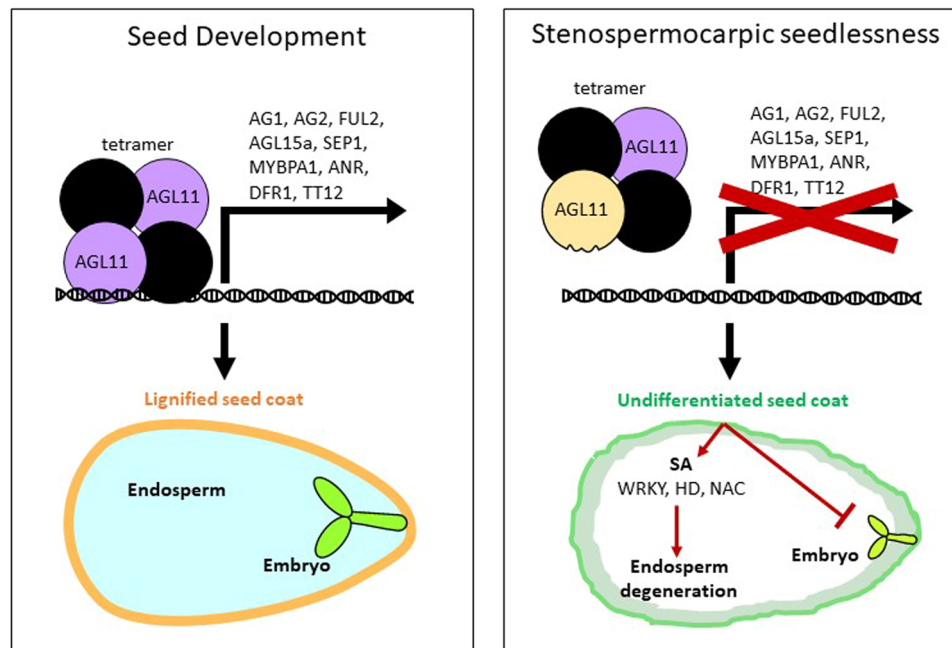 Seed Development
tetramer
AG1, AG2, FUL2,
AGL15a, SEP1,
MYBPA1, ANR,
DFR1, TT12
AGL11
AGL11
Lignified seed coat
Endosperm
Embryo
Stenospermocarpic seedlessness
tetramer
AG1, AG2, FUL2,
AGL15a, SEP1,
MYBPA1, ANR,
DFR1, TT12
AGL11
AGL11
Undifferentiated seed coat
SA
WRKY, HD, NAC
Embryo
Endosperm
degeneration